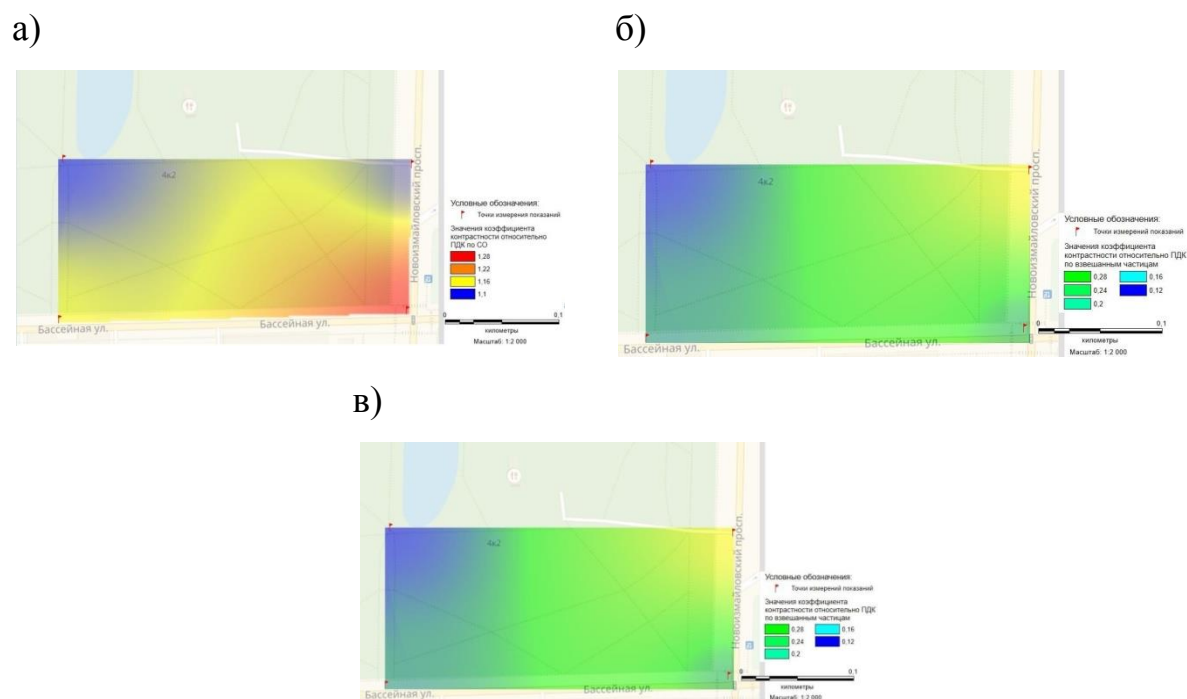 а)
б)
4к2
Новоизмайловский просп.
Бассейная ул.
Бассейная ул.
Условные обозначения:
Точки измерения показаний
Значения коэффициента
контрастности относительно
ПДК по СО
1,28
1,22
1,16
1,1
0
0,1
километры
Масштаб: 1:2 000
4к2
Новоизмайловский просп.
Бассейная ул.
Бассейная ул.
Условные обозначения:
Точки измерений показаний
Значения коэффициента
контрастности относительно ПДК
по взвешанным частицам
0,28 0,16
0,24 0,12
0,2
0
0,1
километры
Масштаб: 1:2 000
в)
4к2
Новоизмайловский просп.
Бассейная ул.
Бассейная ул.
Условные обозначения:
Точки измерений показаний
Значения коэффициента
контрастности относительно ПДК
по взвешанным частицам
0,28 0,16
0,24 0,12
0,2
0
0,1
километры
Масштаб: 1:2 000